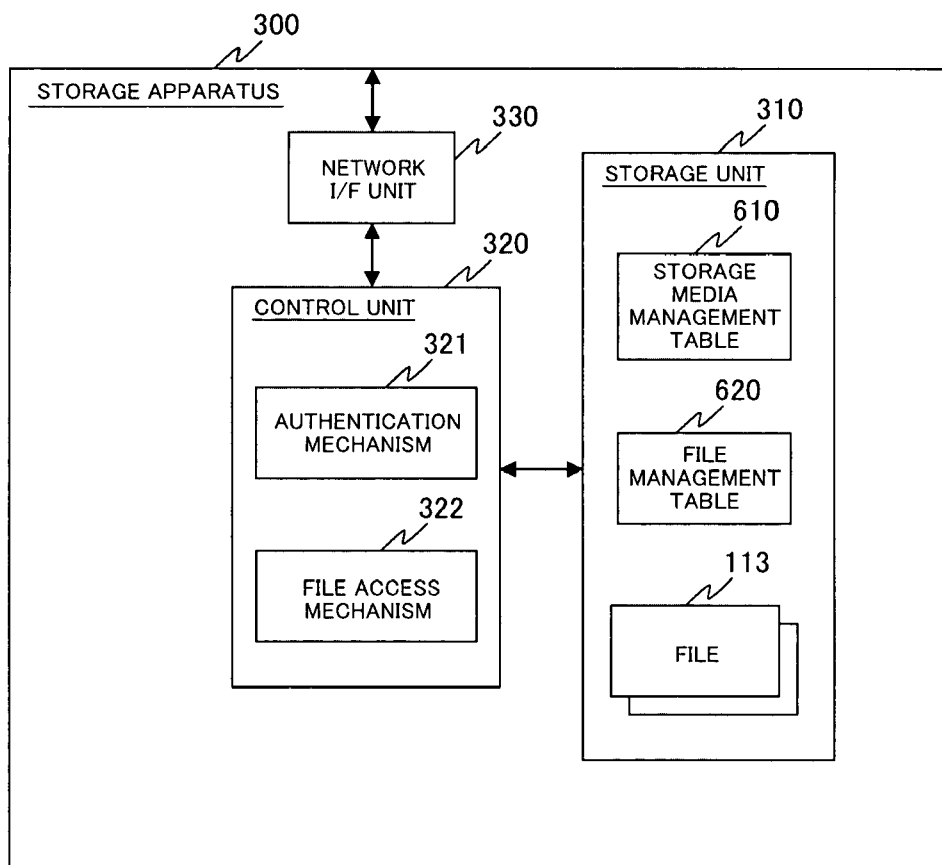 300
STORAGE APPARATUS
330
NETWORK
I/F UNIT
310
STORAGE UNIT
610
STORAGE
MEDIA
MANAGEMENT
TABLE
320
CONTROL UNIT
321
AUTHENTICATION
MECHANISM
620
FILE
MANAGEMENT
TABLE
322
FILE ACCESS
MECHANISM
113
FILE